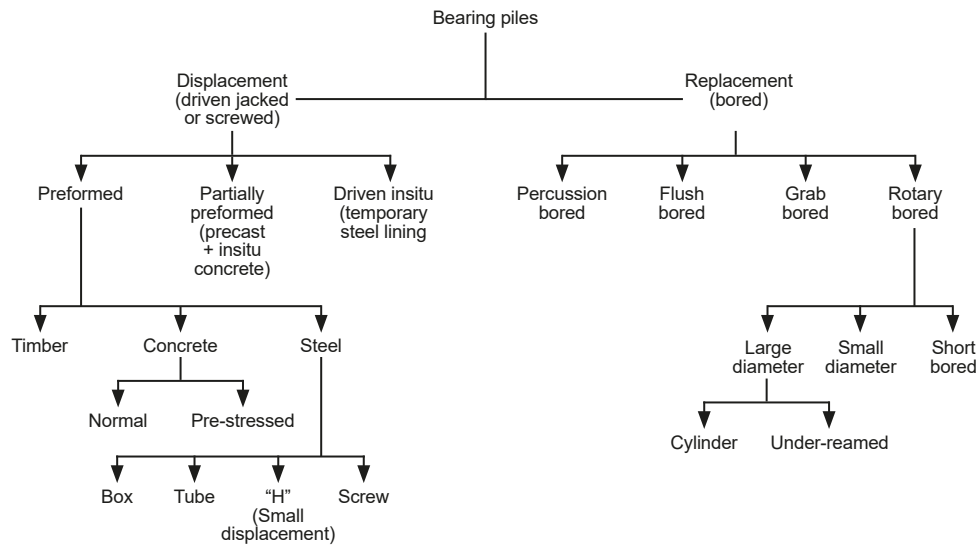 Bearing piles
Displacement
(driven jacked
or screwed)
Replacement
(bored)
Preformed
Partially
preformed
(precast
+ insitu
concrete)
Driven insitu
(temporary
steel lining
Percussion
bored
Flush
bored
Grab
bored
Rotary
bored
Timber
Concrete
Steel
Large
diameter
Small
diameter
Short
bored
Normal
Pre-stressed
Cylinder
Under-reamed
Box
Tube
“H”
(Small
displacement)
Screw